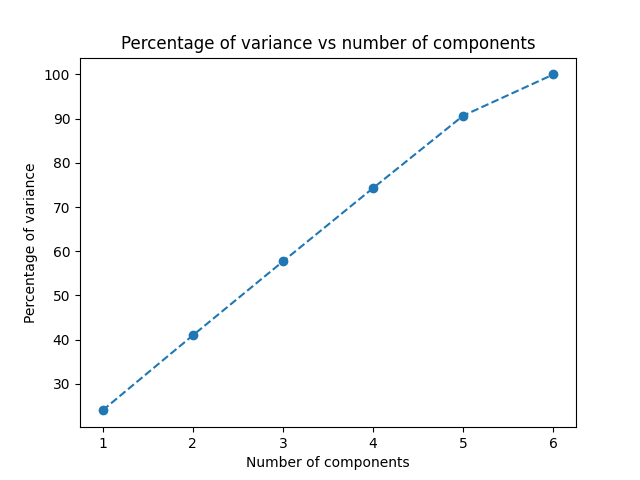 Percentage of variance vs number of components
100
90
80
70
60
50
40
30
Percentage of variance
1 2 3 4 5 6
Number of components